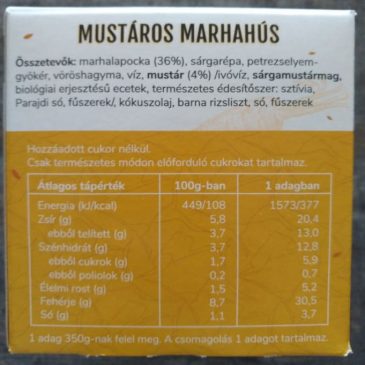 MUSTÁROS MARHAHÚS
Összetevők: marhalapocka (36%), sárgarépa, petrezselyem-
gyökér, vöröshagyma, víz, mustár (4%) /ivóvíz, sárgamustármag,
biológiai erjesztésű ecetek, természetes édesítőszer: sztívia,
Parajdi só, fűszerek/, kókuszolaj, barna rizsliszt, só, fűszerek
Hozzáadott cukor nélkül.
Csak természetes módon előforduló cukrokat tartalmaz.
Átlagos tápérték 100g-ban 1 adagban
Energia (kJ/kcal) 449/108 1573/377
Zsír (g) 5,8 20,4
ebből telített (g) 3,7 13,0
Szénhidrát (g) 3,7 12,8
ebből cukrok (g) 1,7 5,9
ebből poliolok (g) 0,2 0,7
Élelmi rost (g) 1,5 5,2
Fehérje (g) 8,7 30,5
Só (g) 1,1 3,7
1 adag 350g-nak felel meg. A csomagolás 1 adagot tartalmaz.